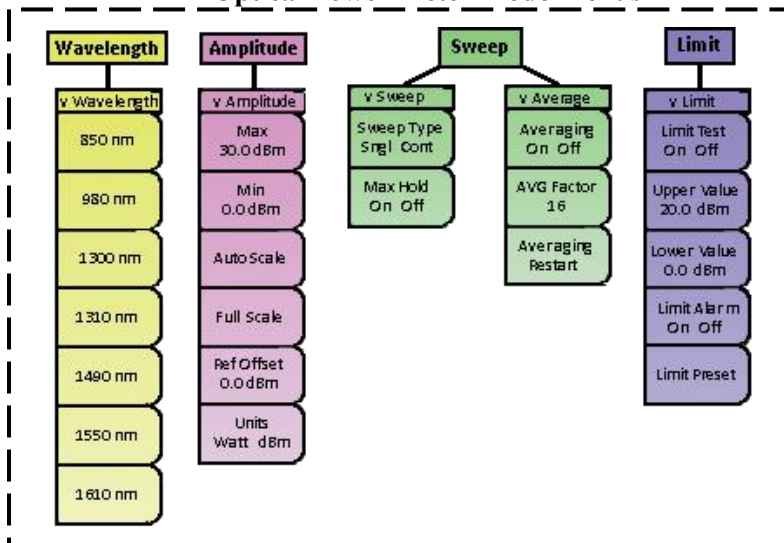 Wavelength
v Wavelength
850 nm
980 nm
1300 nm
1310 nm
1490 nm
1550 nm
1610 nm
Amplitude
v Amplitude
Max
30.0 dBm
Min
0.0 dBm
Auto Scale
Full Scale
Ref Offset
0.0 dBm
Units
Watt dBm
Sweep
v Sweep
Sweep Type
Sngl Cont
Max Hold
On Off
v Average
Averaging
On Off
AVG Factor
16
Averaging
Restart
Limit
v Limit
Limit Test
On Off
Upper Value
20.0 dBm
Lower Value
0.0 dBm
Limit Alarm
On Off
Limit Preset